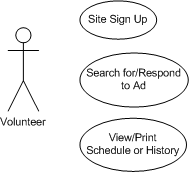 Site Sign Up
Search for/Respond
to Ad
Volunteer
View/Print
Schedule or History